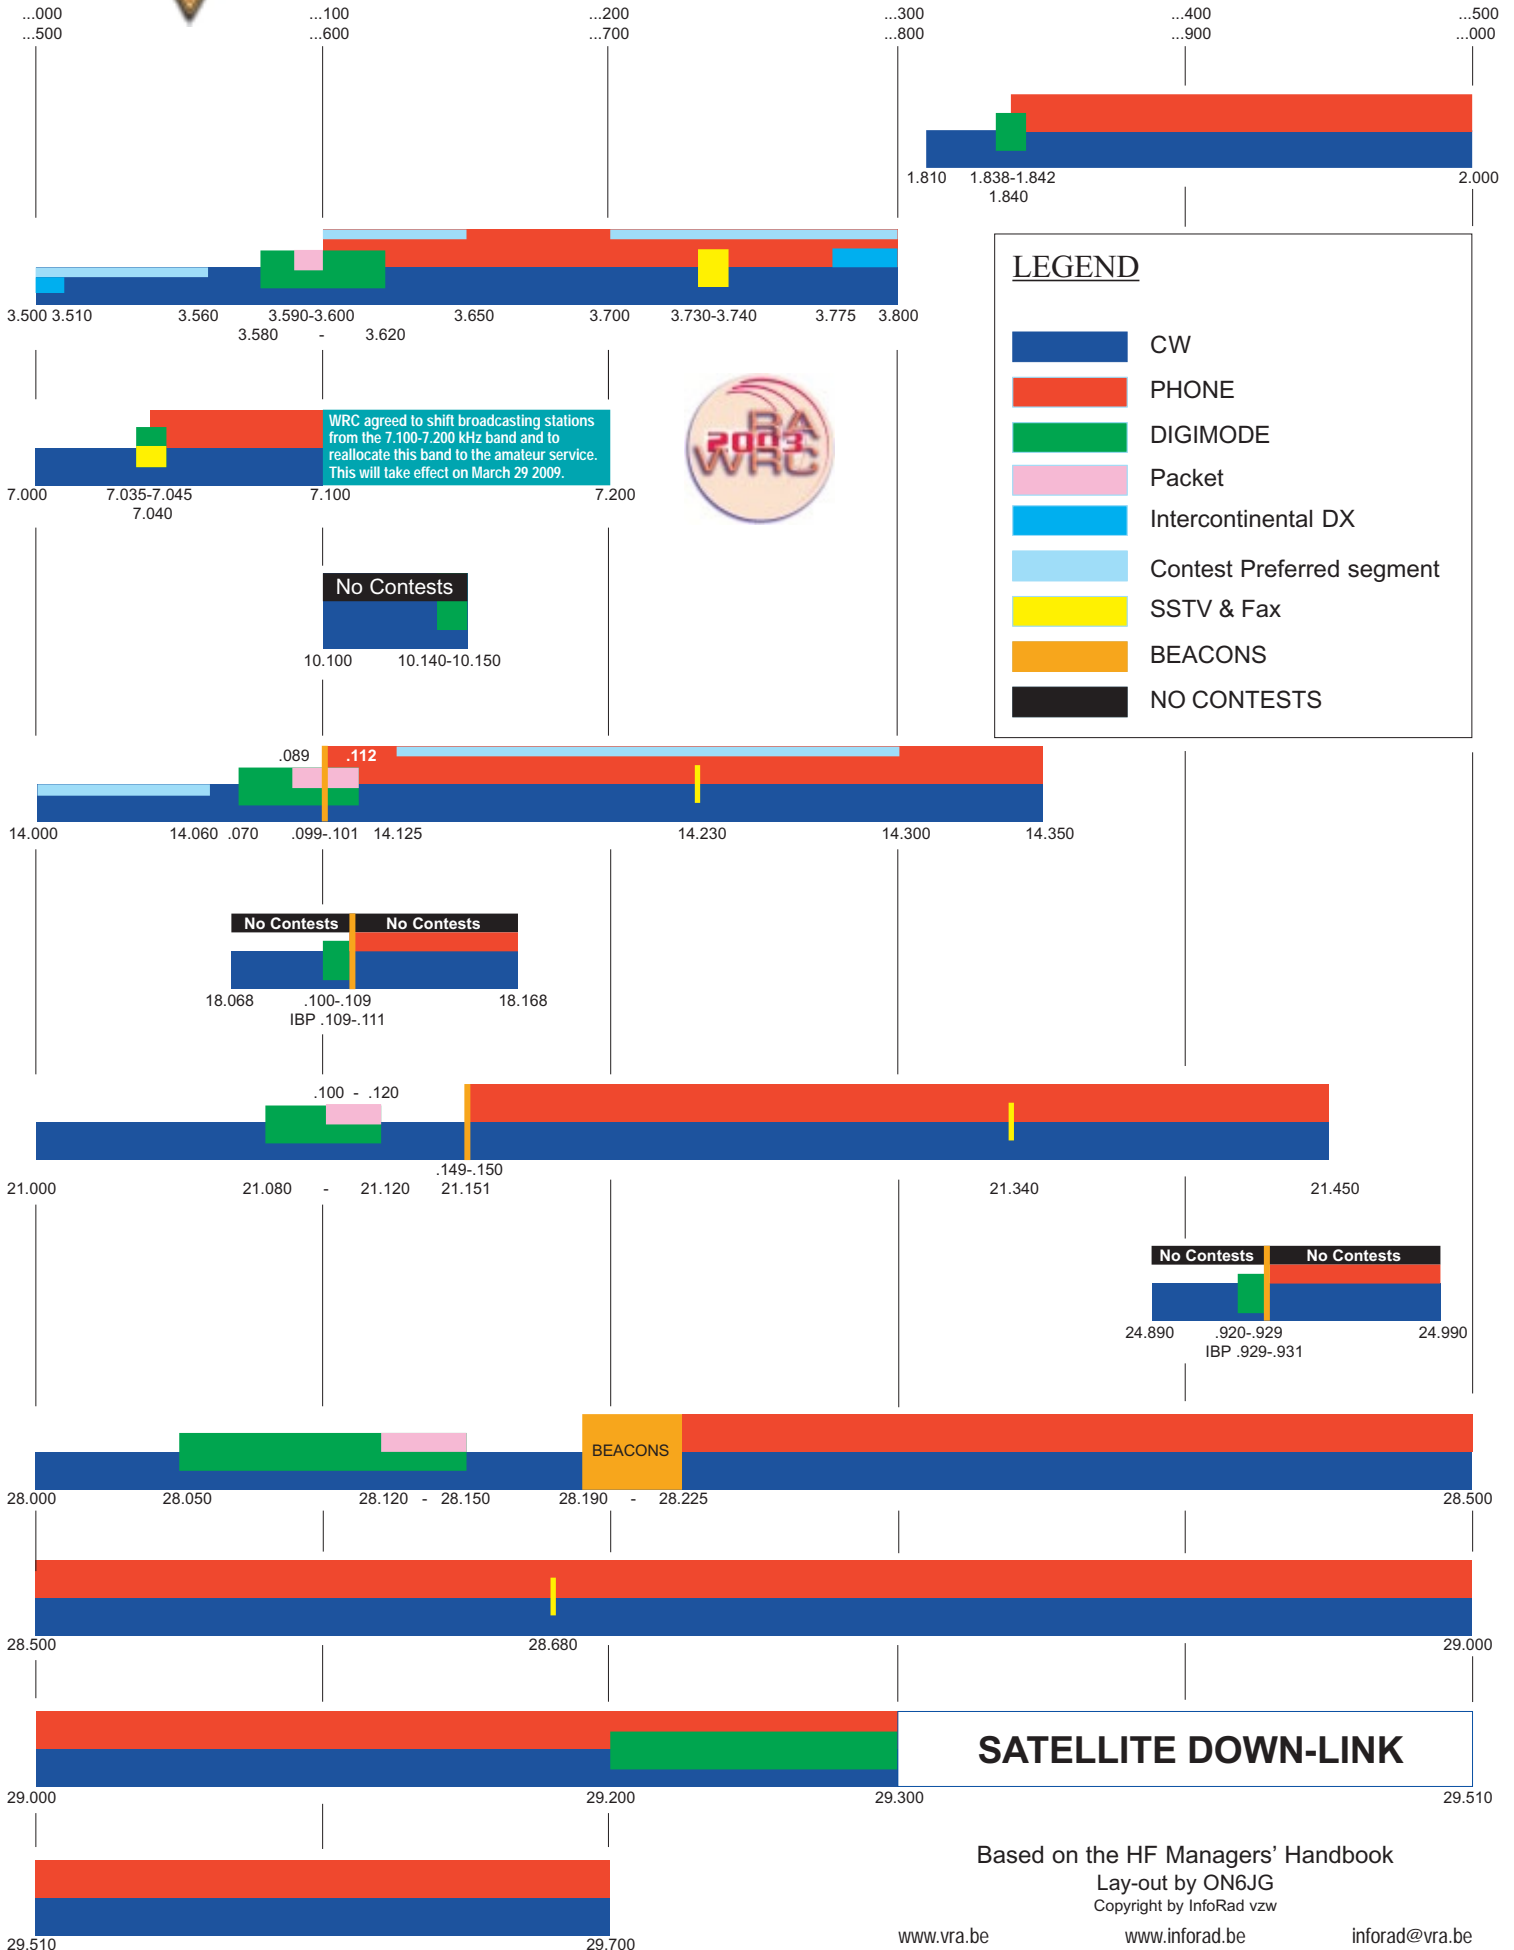 ...000 ...100 ...200 ...300 ...400 ...500
...500 ...600 ...700 ...800 ...900 ...000
1.810 1.838-1.842 2.000
1.840
3.500 3.510 3.560 3.590-3.600 3.650 3.700 3.730-3.740 3.775 3.800
3.580 - 3.620
LEGEND
CW
PHONE
DIGIMODE
Packet
Intercontinental DX
Contest Preferred segment
SSTV & Fax
BEACONS
NO CONTESTS
WRC agreed to shift broadcasting stations
from the 7.100-7.200 kHz band and to
reallocate this band to the amateur service.
This will take effect on March 29 2009.
7.000 7.035-7.045 7.100 7.200
7.040
RA
2003
WRC
No Contests
10.100 10.140-10.150
.089 .112
14.000 14.060 .070 .099-.101 14.125 14.230 14.300 14.350
No Contests No Contests
18.068 .100-.109 18.168
IBP .109-.111
.100 - .120
.149-.150
21.000 21.080 - 21.120 21.151 21.340 21.450
No Contests No Contests
24.890 .920-.929 24.990
IBP .929-.931
BEACONS
28.000 28.050 28.120 - 28.150 28.190 - 28.225 28.500
28.500 28.680 29.000
SATELLITE DOWN-LINK
29.000 29.200 29.300 29.510
29.510 29.700
Based on the HF Managers' Handbook
Lay-out by ON6JG
Copyright by InfoRad vzw
www.vra.be www.inforad.be inforad@vra.be